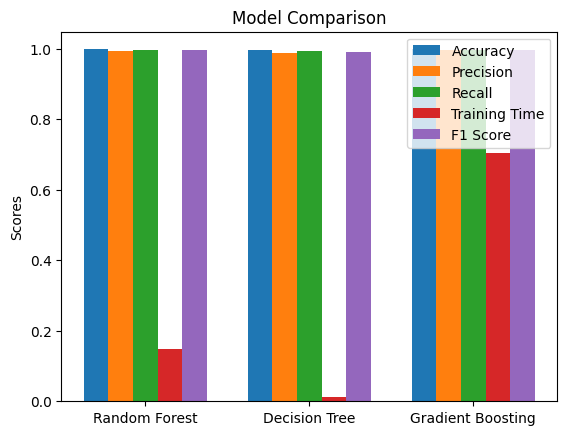 Model Comparison
Accuracy
Precision
Recall
Training Time
F1 Score
Scores
1.0
0.8
0.6
0.4
0.2
0.0
Random Forest
Decision Tree
Gradient Boosting